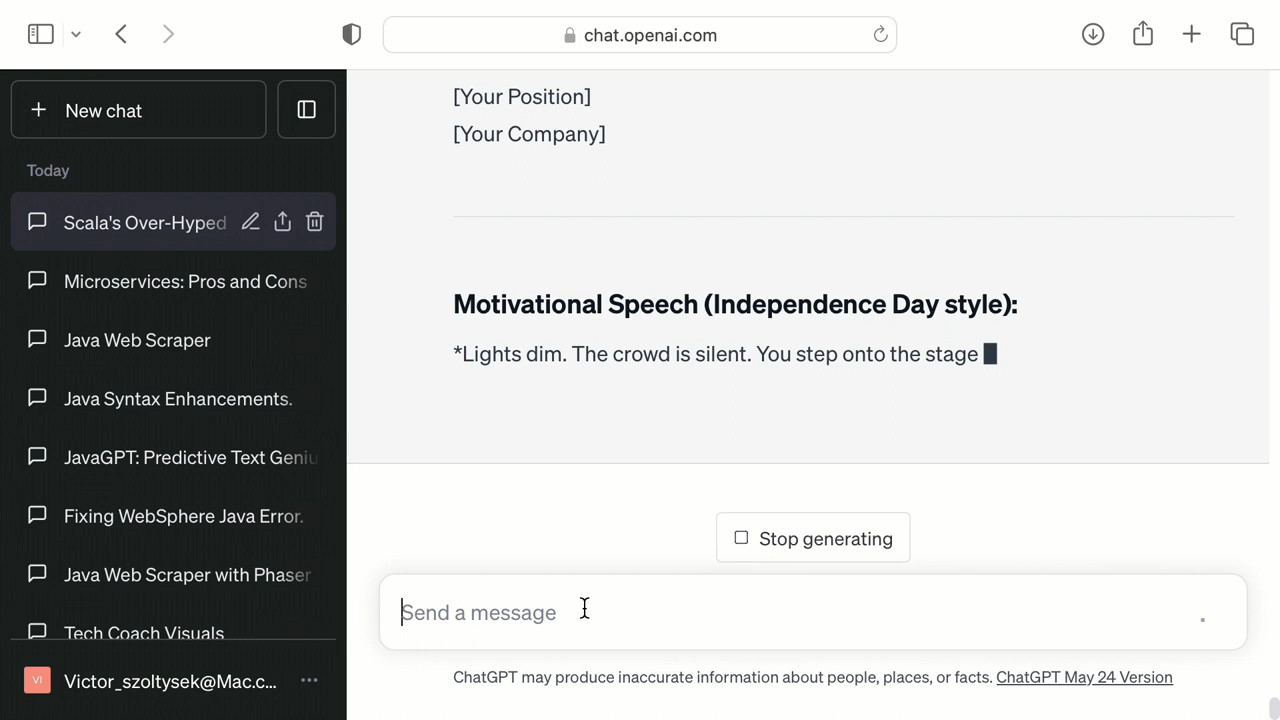 chat.openai.com
New chat
Today
Scala's Over-Hyped
Microservices: Pros and Cons
Java Web Scraper
Java Syntax Enhancements.
JavaGPT: Predictive Text Geniu
Fixing WebSphere Java Error.
Java Web Scraper with Phaser
Tech Coach Visuals
VI
Victor_szoltysek@Mac.c...
[Your Position]
[Your Company]
Motivational Speech (Independence Day style):
*Lights dim. The crowd is silent. You step onto the stage
Stop generating
Send a message
ChatGPT may produce inaccurate information about people, places, or facts. ChatGPT May 24 Version